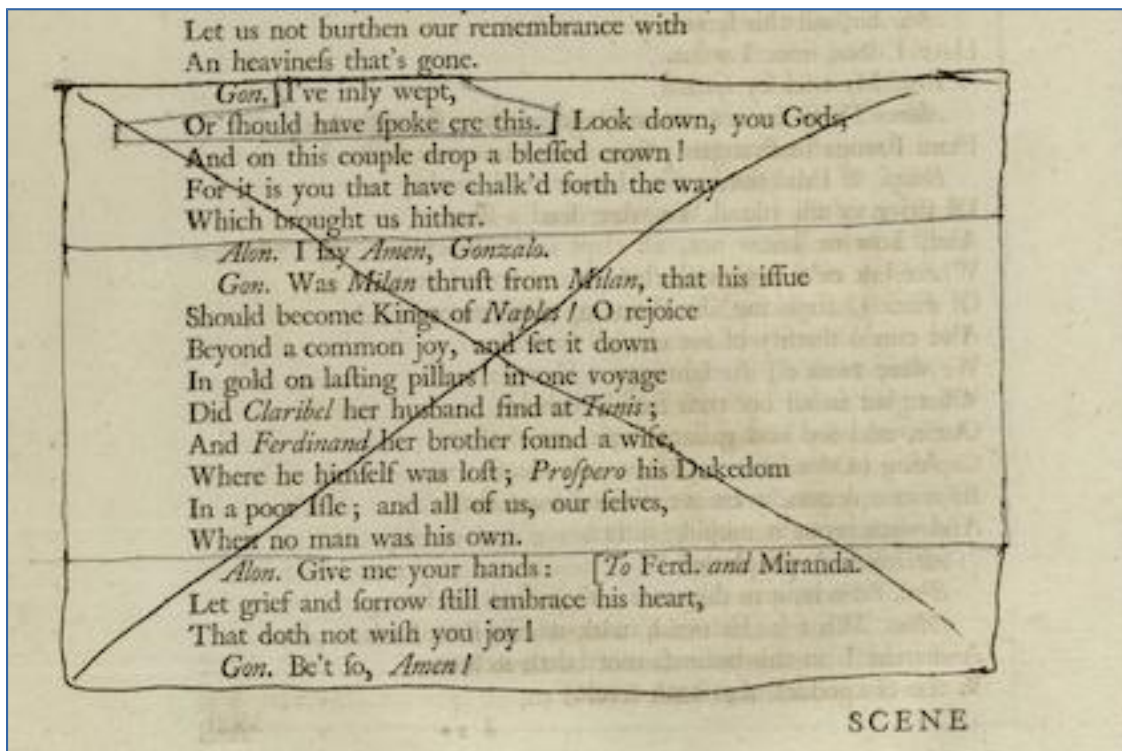 Let us not burthen our remembrance with
An heavineſs that's gone.
Gon. [I've inly wept,
Or ſhould have ſpoke ere this.] Look down, you Gods,
And on this couple drop a bleſſed crown!
For it is you that have chalk'd forth the way
Which brought us hither.
Alon. I ſay Amen, Gonzalo.
Gon. Was Milan thruſt from Milan, that his iſſue
Should become Kings of Naples! O rejoice
Beyond a common joy, and ſet it down
In gold on laſting pillars! in one voyage
Did Claribel her huſband find at Tunis;
And Ferdinand her brother found a wife,
Where he himſelf was loſt; Proſpero his Dukedom
In a poor Iſle; and all of us, our ſelves,
When no man was his own.
Alon. Give me your hands: [To Ferd. and Miranda.
Let grief and ſorrow ſtill embrace his heart,
That doth not wiſh you joy!
Gon. Be't ſo, Amen!
SCENE